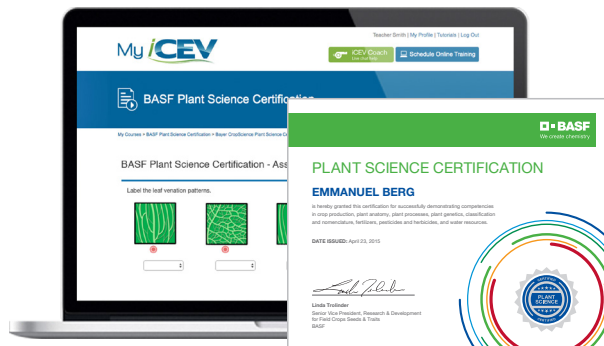 Teacher Smith | My Profile | Tutorials | Log Out
My iCEV
iCEV Coach
Schedule Online Training
BASF Plant Science Certification
My Courses > BASF Plant Science Certification > Bayer CropScience Plant Science Ce
BASF Plant Science Certification - Ass
Label the leaf venation patterns.
BASF
We create chemistry
PLANT SCIENCE CERTIFICATION
EMMANUEL BERG
is hereby granted this certification for successfully demonstrating competencies
in crop production, plant anatomy, plant processes, plant genetics, classification
and nomenclature, fertilizers, pesticides and herbicides, and water resources.
DATE ISSUED: April 23, 2015
Linda Trolinder
Linda Trolinder
Senior Vice President, Research & Development
for Field Crops Seeds & Traits
BASF
CERTIFIED
PLANT
SCIENCE
CERTIFIED